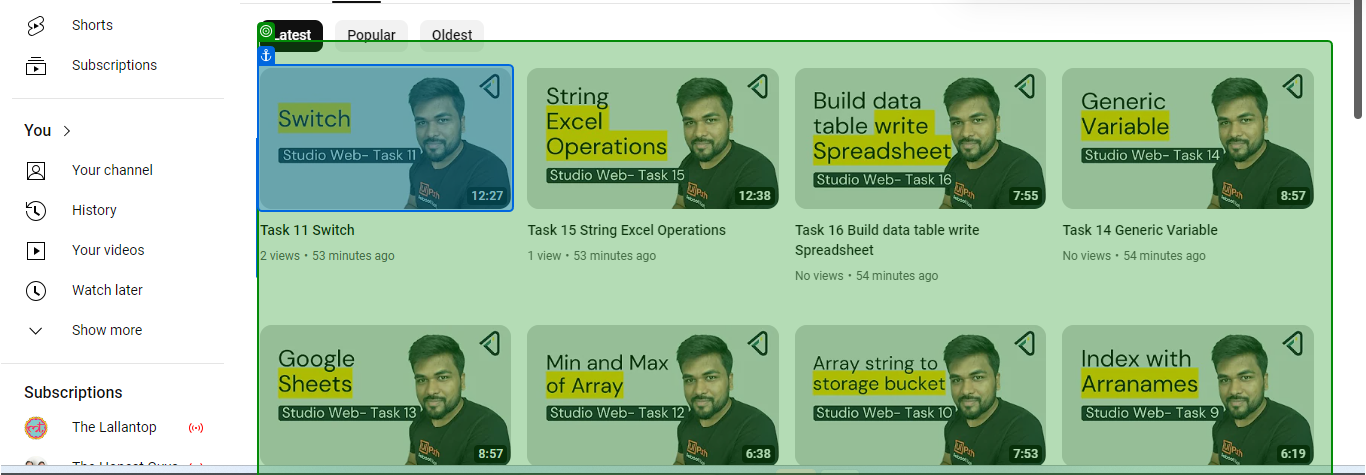 Shorts
Subscriptions
You
Your channel
History
Your videos
Watch later
Show more
Subscriptions
The Lallantop
Latest
Popular
Oldest
Switch
Studio Web- Task 11
12:27
Task 11 Switch
2 views • 53 minutes ago
String
Excel
Operations
Studio Web- Task 15
12:38
Task 15 String Excel Operations
1 view • 53 minutes ago
Build data
table write
Spreadsheet
Studio Web- Task 16
7:55
Task 16 Build data table write
Spreadsheet
No views • 54 minutes ago
Generic
Variable
Studio Web- Task 14
8:57
Task 14 Generic Variable
No views • 54 minutes ago
Google
Sheets
Studio Web- Task 13
8:57
Min and Max
of Array
Studio Web- Task 12
6:38
Array string to
storage bucket
Studio Web- Task 10
7:53
Index with
Arranames
Studio Web- Task 9
6:19